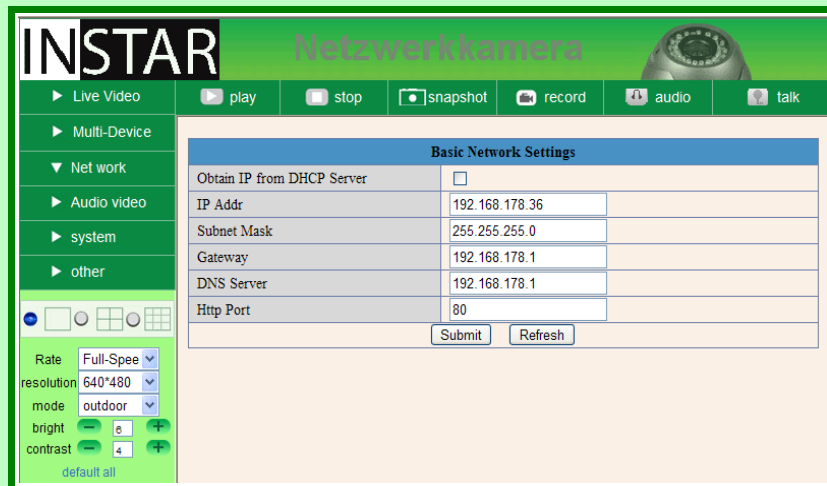 INSTAR
Netzwerkkamera
play stop snapshot record audio talk
Live Video
Multi-Device
Net work
Audio video
system
other
Basic Network Settings
Obtain IP from DHCP Server
IP Addr 192.168.178.36
Subnet Mask 255.255.255.0
Gateway 192.168.178.1
DNS Server 192.168.178.1
Http Port 80
Submit Refresh
Rate Full-Spee
resolution 640*480
mode outdoor
bright 6
contrast 4
default all